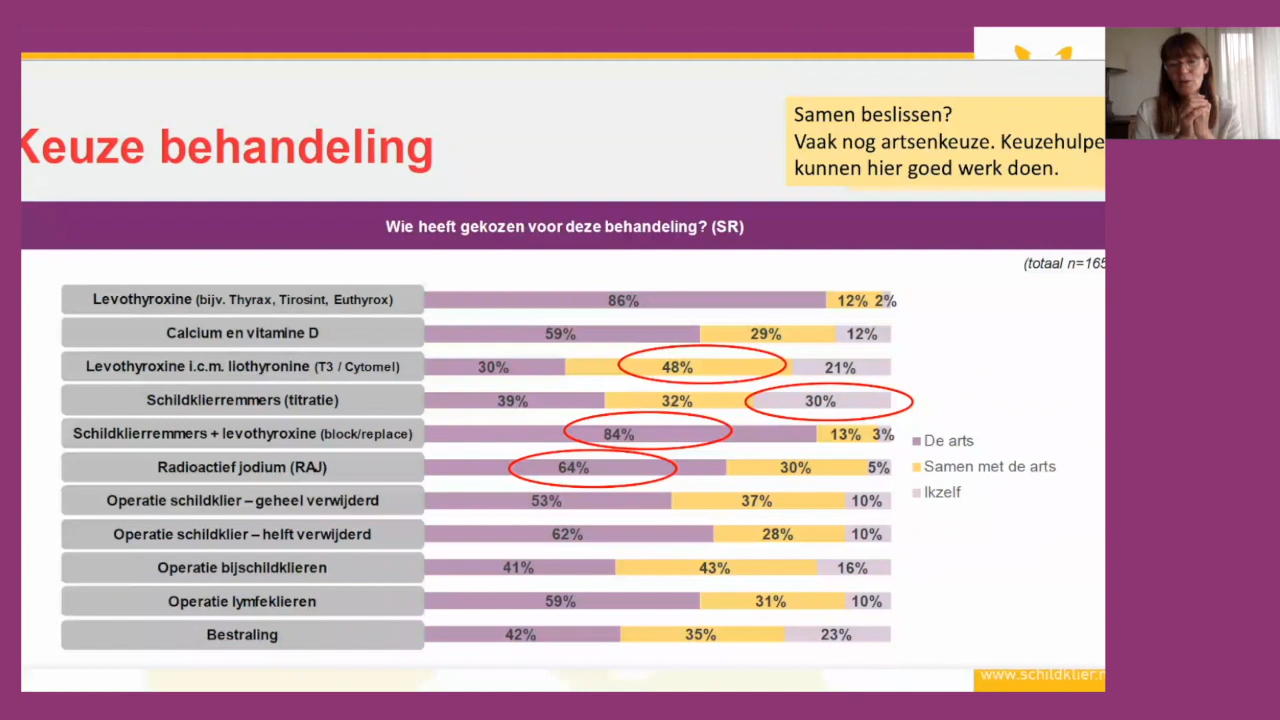 Samen beslissen?
Vaak nog artsenkeuze. Keuzehulpe
kunnen hier goed werk doen.
Keuze behandeling
Wie heeft gekozen voor deze behandeling? (SR)
(totaal n=165
Levothyroxine (bijv. Thyrax, Tirosint, Euthyrox) 86% 12% 2%
Calcium en vitamine D 59% 29% 12%
Levothyroxine i.c.m. liothyronine (T3 / Cytomel) 30% 48% 21%
Schildklierremmers (titratie) 39% 32% 30%
Schildklierremmers + levothyroxine (block/replace) 84% 13% 3%
Radioactief jodium (RAJ) 64% 30% 5%
Operatie schildklier – geheel verwijderd 53% 37% 10%
Operatie schildklier – helft verwijderd 62% 28% 10%
Operatie bijschildklieren 41% 43% 16%
Operatie lymfeklieren 59% 31% 10%
Bestraling 42% 35% 23%
De arts
Samen met de arts
Ikzelf
www.schildklier.n